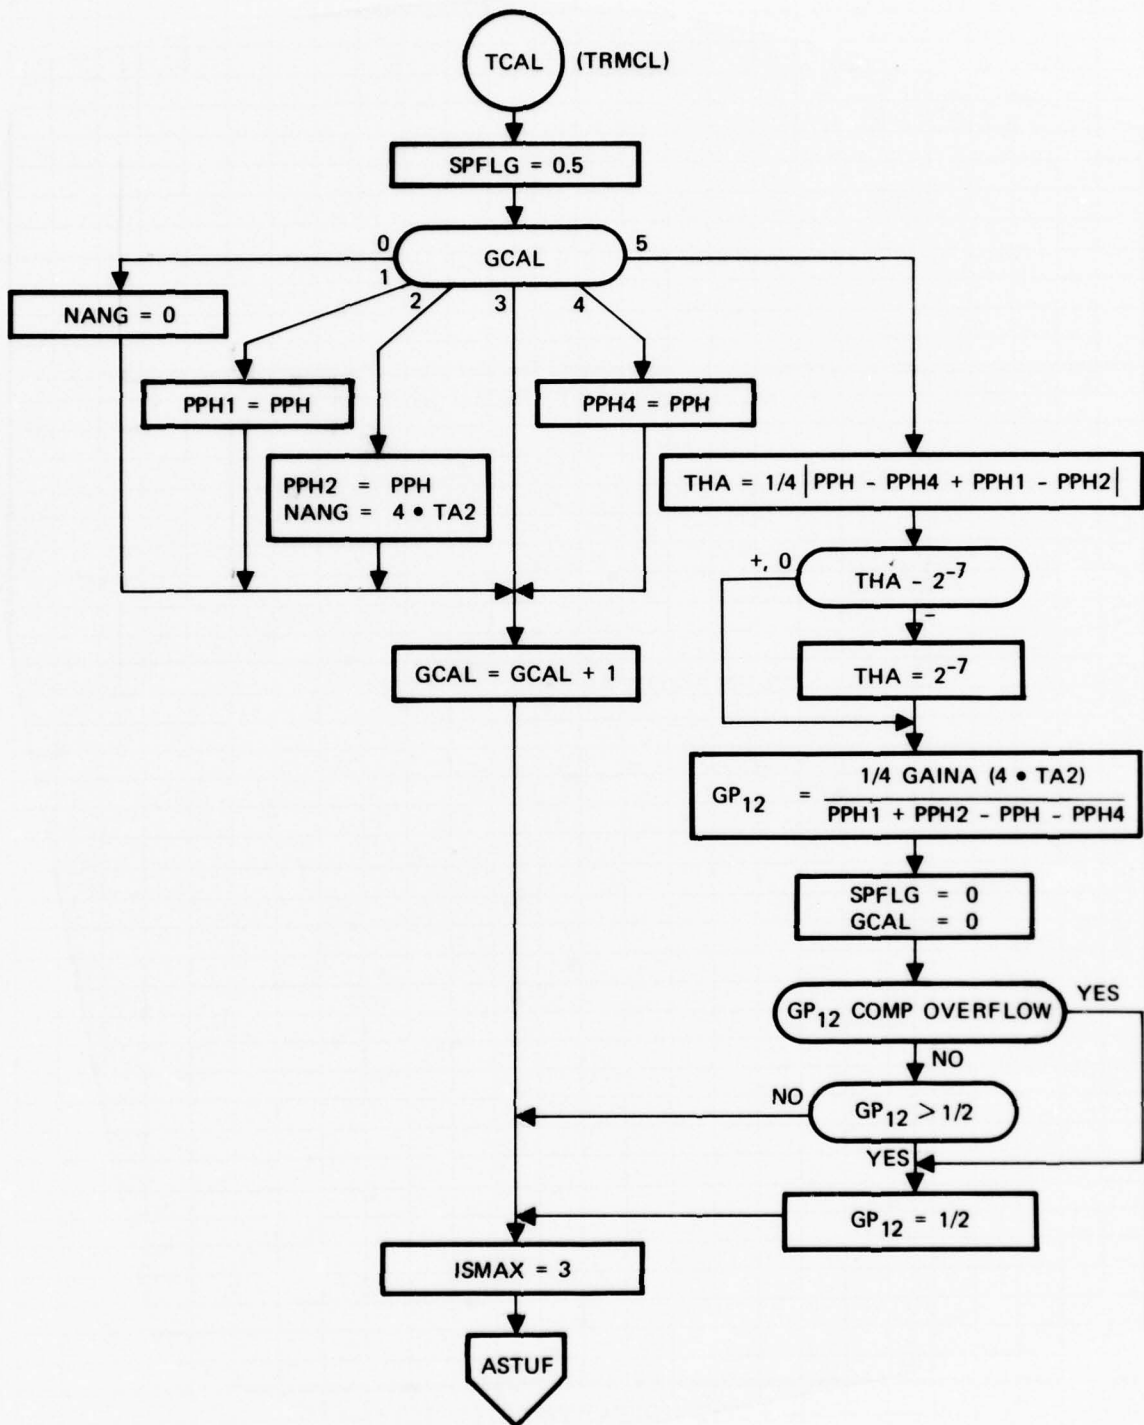 TCAL (TRMCL)
SPFLG = 0.5
0
GCAL
5
1
2
3
4
NANG = 0
PPH1 = PPH
PPH4 = PPH
PPH2 = PPH
NANG = 4 • TA2
THA = 1/4 |PPH - PPH4 + PPH1 - PPH2|
+, 0
THA - 2⁻⁷
-
THA = 2⁻⁷
GCAL = GCAL + 1
1/4 GAINA (4 • TA2)
GP₁₂ =
PPH1 + PPH2 - PPH - PPH4
SPFLG = 0
GCAL = 0
GP₁₂ COMP OVERFLOW
YES
NO
NO
GP₁₂ > 1/2
YES
GP₁₂ = 1/2
ISMAX = 3
ASTUF